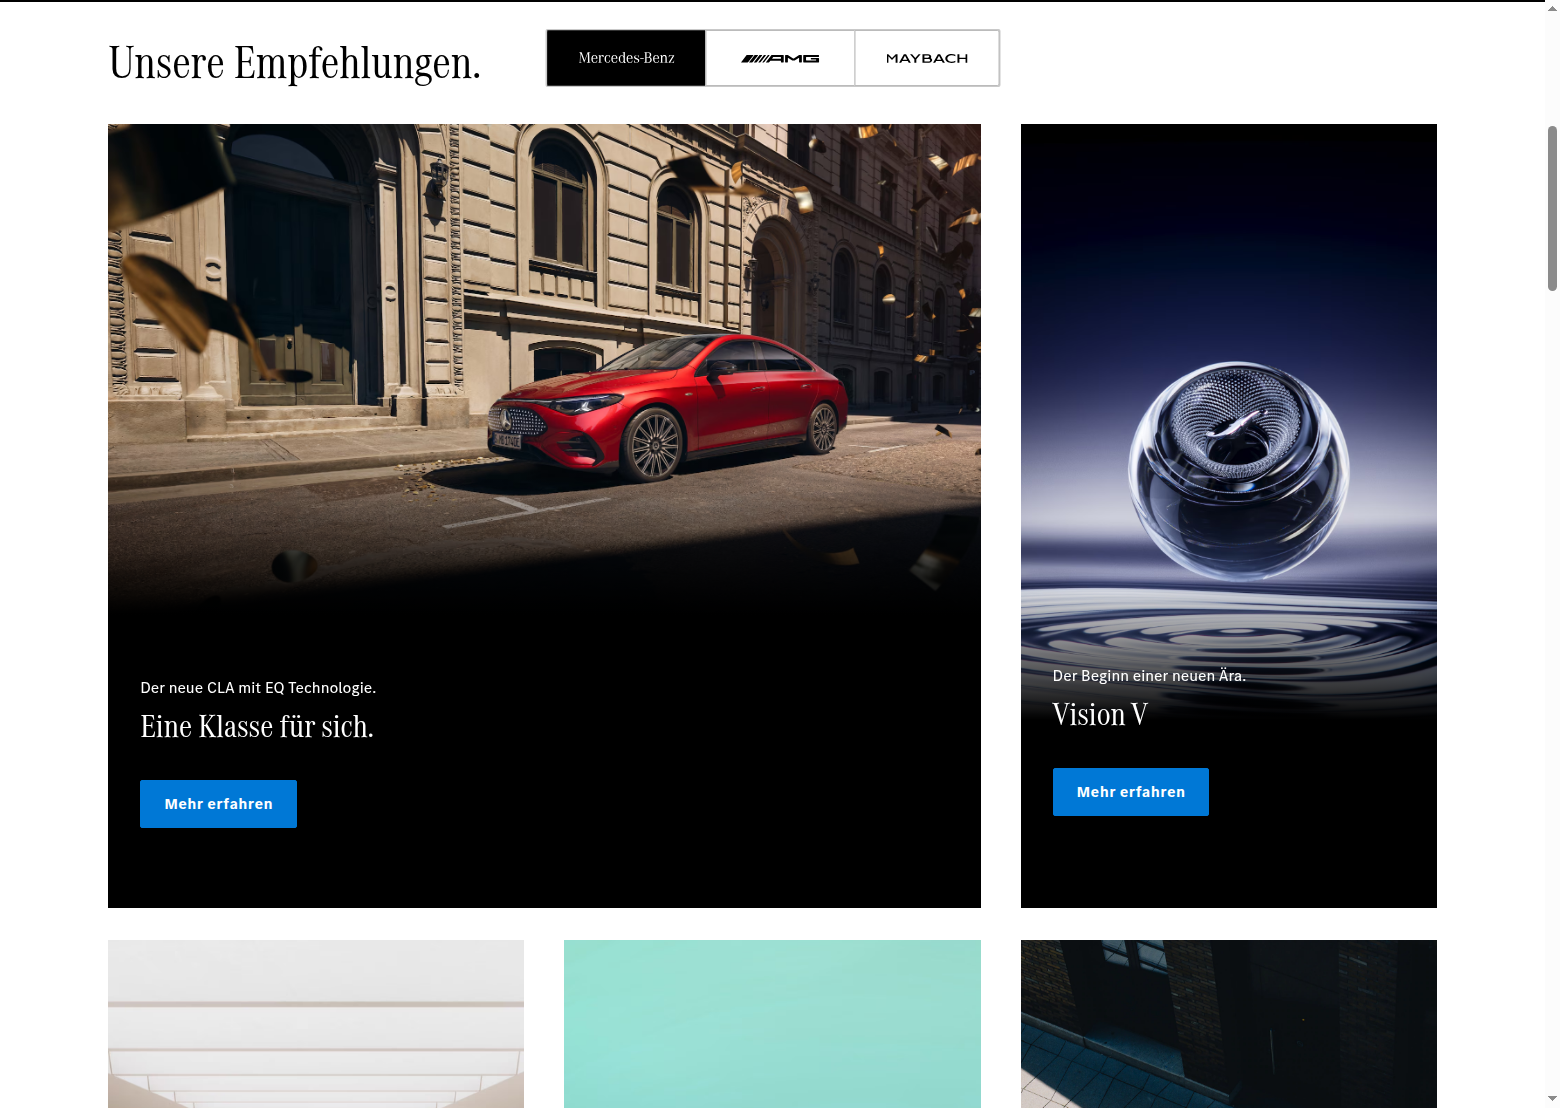 Unsere Empfehlungen.
Mercedes-Benz
AMG
MAYBACH
Der neue CLA mit EQ Technologie.
Eine Klasse für sich.
Mehr erfahren
Der Beginn einer neuen Ära.
Vision V
Mehr erfahren